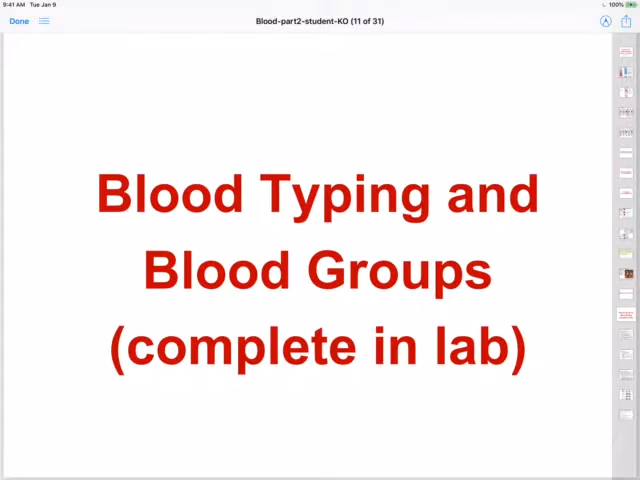 9:41 AM Tue Jan 9
100%
Done
Blood-part2-student-KO (11 of 31)
Blood Typing and
Blood Groups
(complete in lab)